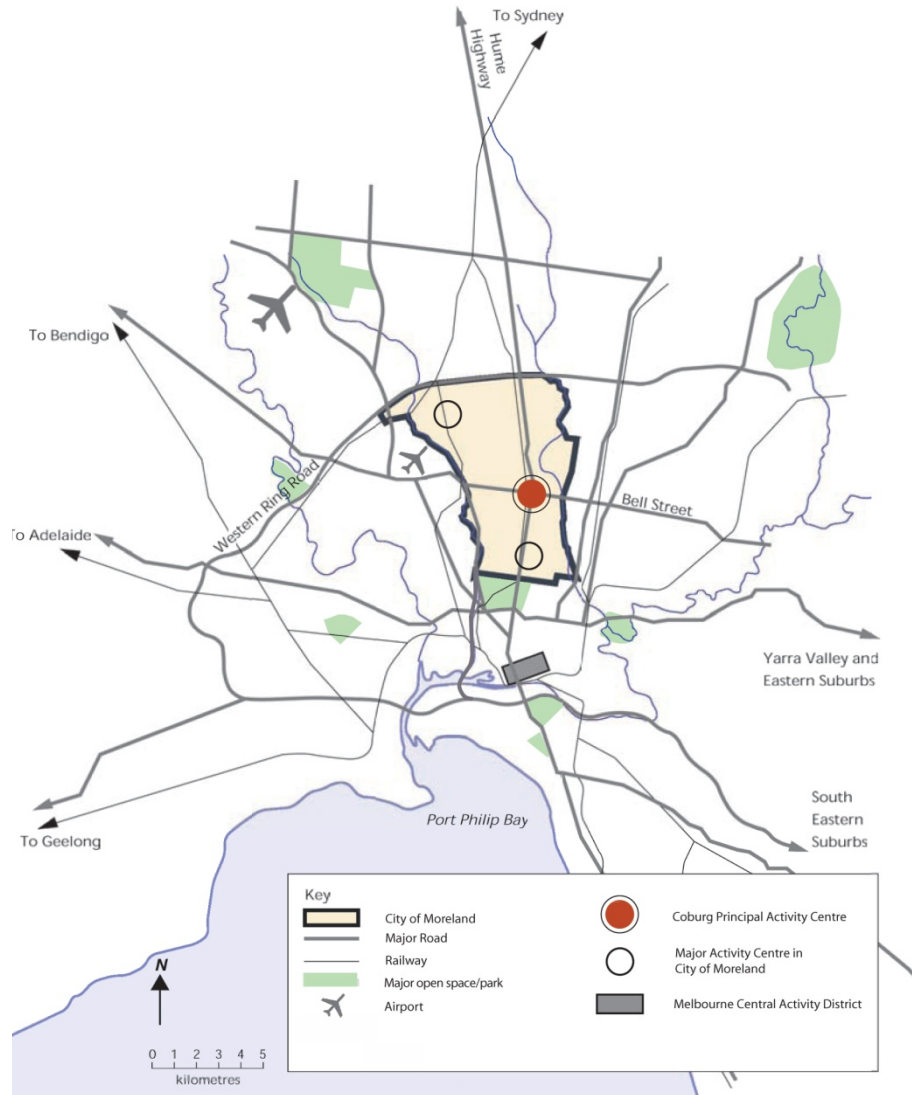 To Sydney
Hume
Highway
To Bendigo
Western Ring Road
Bell Street
To Adelaide
Yarra Valley and
Eastern Suburbs
South
Eastern
Suburbs
To Geelong
Port Philip Bay
Key
City of Moreland
Major Road
Railway
Major open space/park
Airport
Coburg Principal Activity Centre
Major Activity Centre in
City of Moreland
Melbourne Central Activity District
N
0 1 2 3 4 5
kilometres